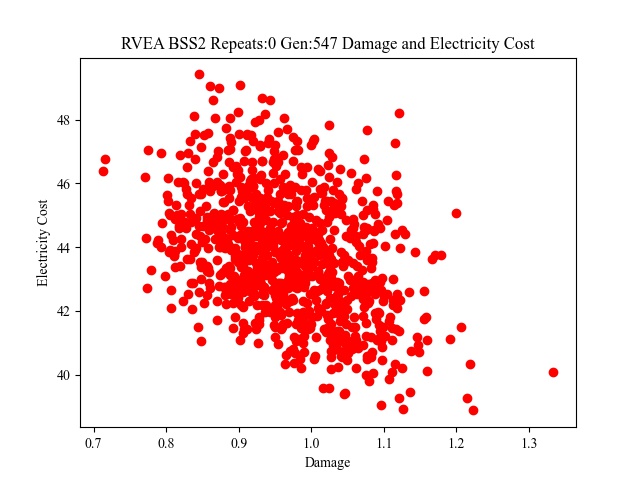 RVEA BSS2 Repeats:0 Gen:547 Damage and Electricity Cost
48
46
44
42
40
Electricity Cost
0.7 0.8 0.9 1.0 1.1 1.2 1.3
Damage